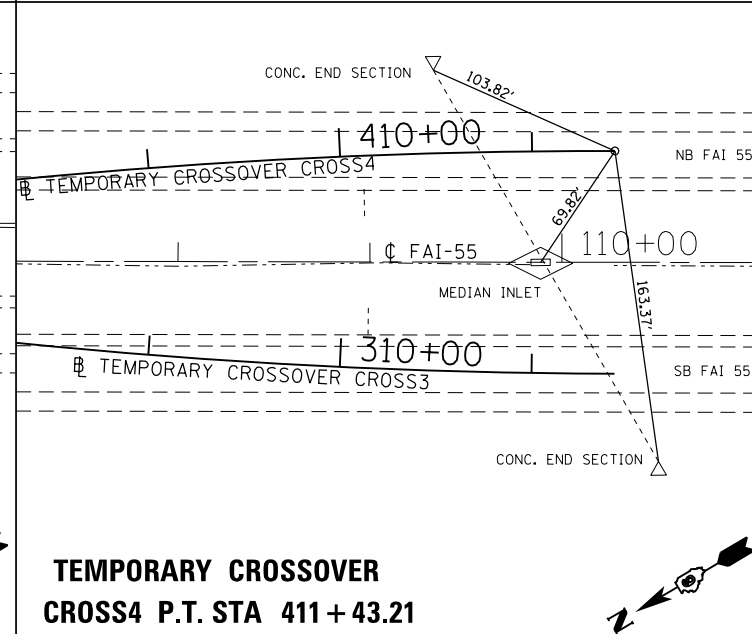 CONC. END SECTION
103.82'
410+00
NB FAI 55
℄ TEMPORARY CROSSOVER CROSS4
69.82'
℄ FAI-55
110+00
MEDIAN INLET
163.37'
310+00
℄ TEMPORARY CROSSOVER CROSS3
SB FAI 55
CONC. END SECTION
TEMPORARY CROSSOVER
CROSS4 P.T. STA 411+43.21
N